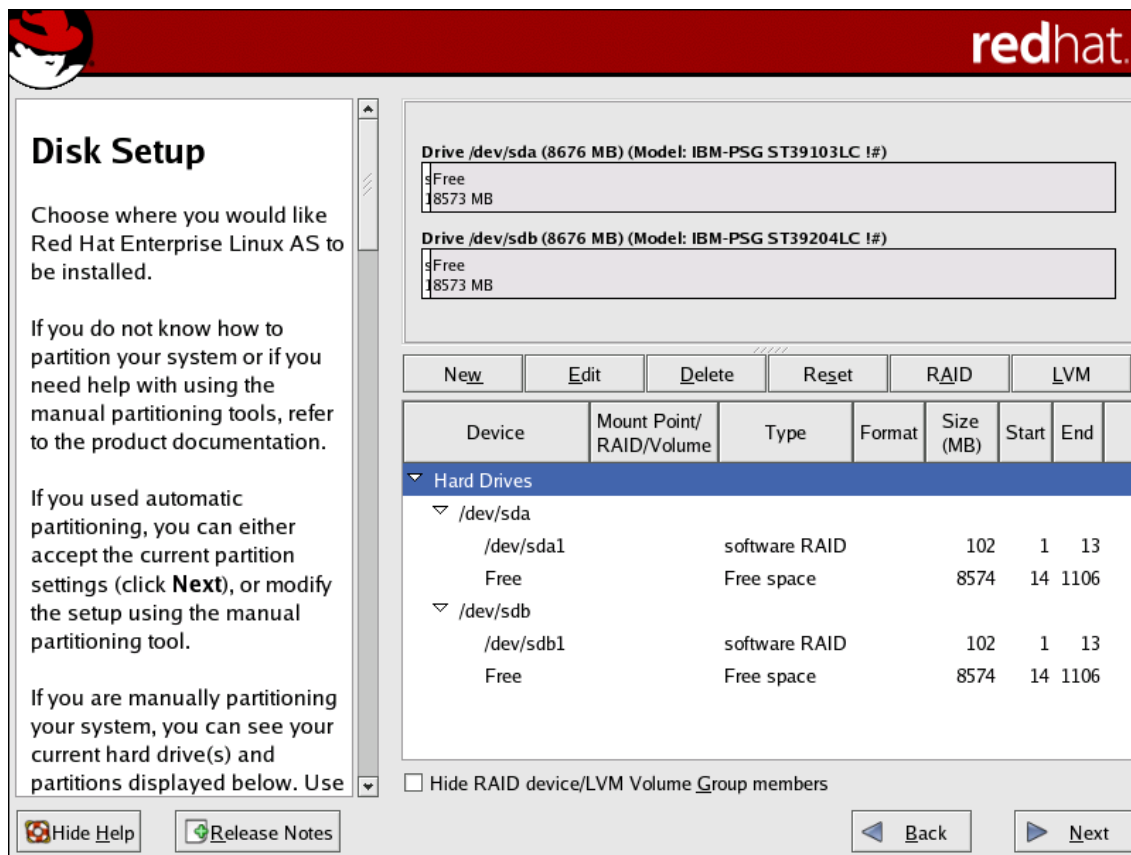 redhat.
Disk Setup
Choose where you would like
Red Hat Enterprise Linux AS to
be installed.
If you do not know how to
partition your system or if you
need help with using the
manual partitioning tools, refer
to the product documentation.
If you used automatic
partitioning, you can either
accept the current partition
settings (click Next), or modify
the setup using the manual
partitioning tool.
If you are manually partitioning
your system, you can see your
current hard drive(s) and
partitions displayed below. Use
Drive /dev/sda (8676 MB) (Model: IBM-PSG ST39103LC !#)
s Free
1 8573 MB
Drive /dev/sdb (8676 MB) (Model: IBM-PSG ST39204LC !#)
s Free
1 8573 MB
New Edit Delete Reset RAID LVM
Device Mount Point/ RAID/Volume Type Format Size (MB) Start End
Hard Drives
/dev/sda
/dev/sda1 software RAID 102 1 13
Free Free space 8574 14 1106
/dev/sdb
/dev/sdb1 software RAID 102 1 13
Free Free space 8574 14 1106
Hide RAID device/LVM Volume Group members
Hide Help Release Notes Back Next